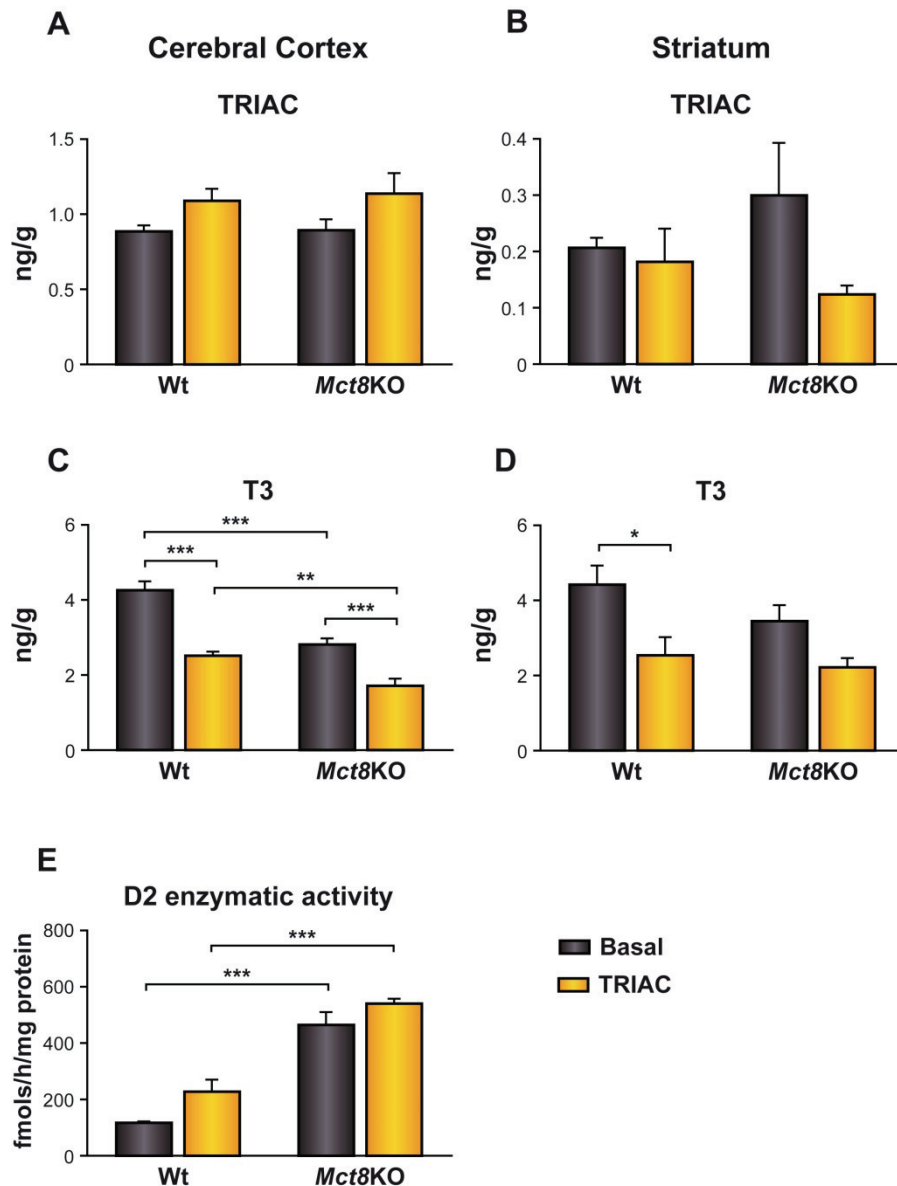 A
Cerebral Cortex
TRIAC
1.5
1.0
0.5
0
ng/g
Wt
Mct8KO
B
Striatum
TRIAC
0.4
0.3
0.2
0.1
0
ng/g
Wt
Mct8KO
C
T3
6
4
2
0
ng/g
***
***
**
***
Wt
Mct8KO
D
T3
6
4
2
0
ng/g
*
Wt
Mct8KO
E
D2 enzymatic activity
800
600
400
200
0
fmols/h/mg protein
***
***
Wt
Mct8KO
Basal
TRIAC